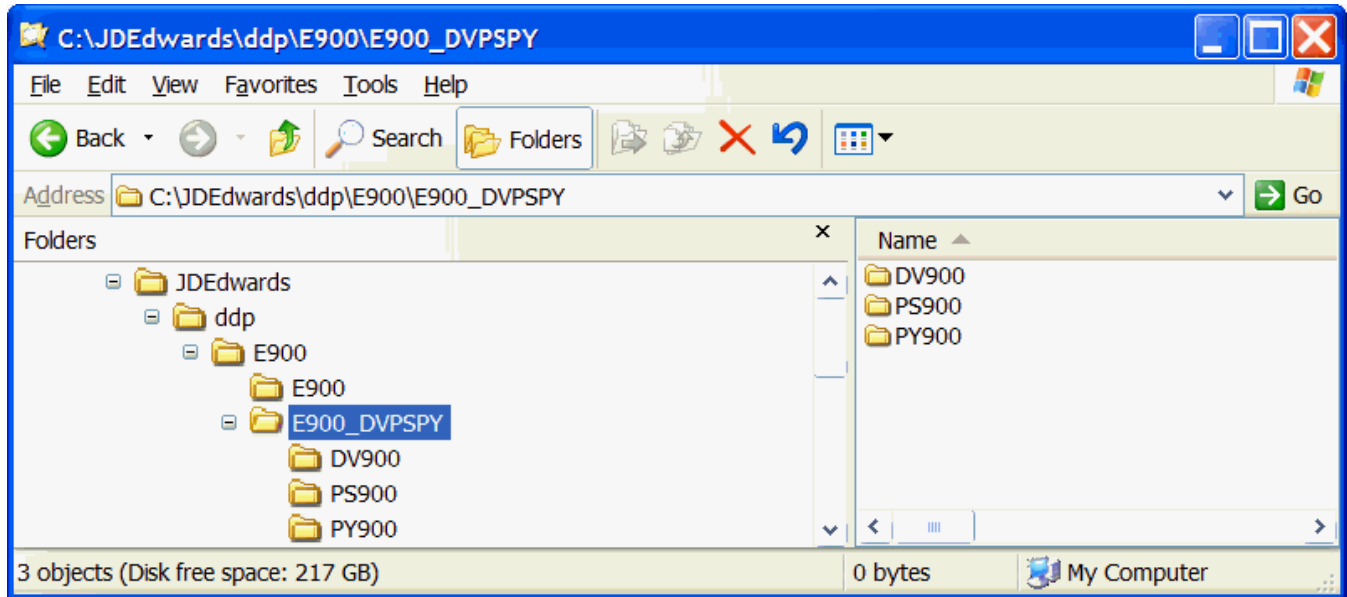 C:\JDEdwards\ddp\E900\E900_DVPSPY
File Edit View Favorites Tools Help
Back Search Folders
Address C:\JDEdwards\ddp\E900\E900_DVPSPY Go
Folders x Name
JDEdwards
ddp
E900
E900
E900_DVPSPY
DV900
PS900
PY900
DV900
PS900
PY900
3 objects (Disk free space: 217 GB) 0 bytes My Computer